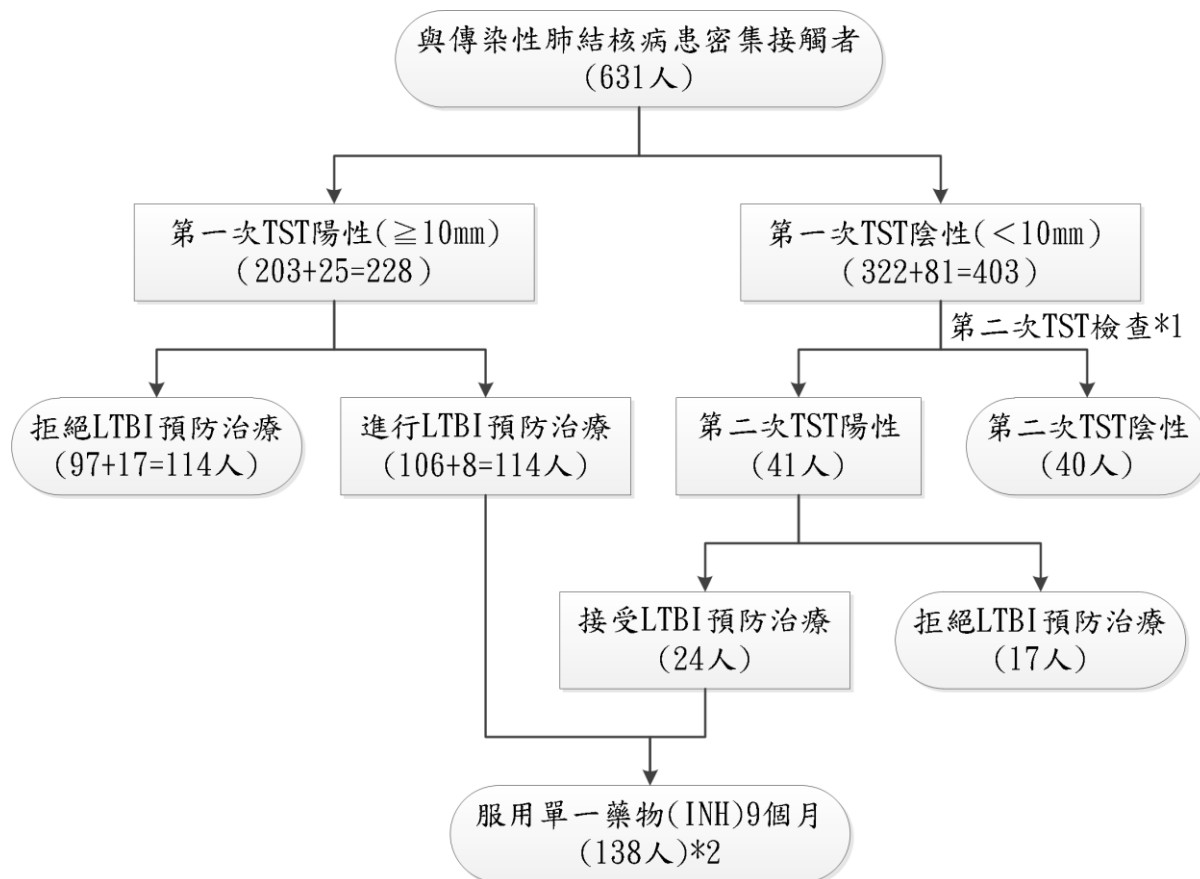 與傳染性肺結核病患密集接觸者
(631人)
第一次TST陽性(≧10mm)
(203+25=228)
第一次TST陰性(<10mm)
(322+81=403)
第二次TST檢查*1
拒絕LTBI預防治療
(97+17=114人)
進行LTBI預防治療
(106+8=114人)
第二次TST陽性
(41人)
第二次TST陰性
(40人)
接受LTBI預防治療
(24人)
拒絕LTBI預防治療
(17人)
服用單一藥物(INH)9個月
(138人)*2